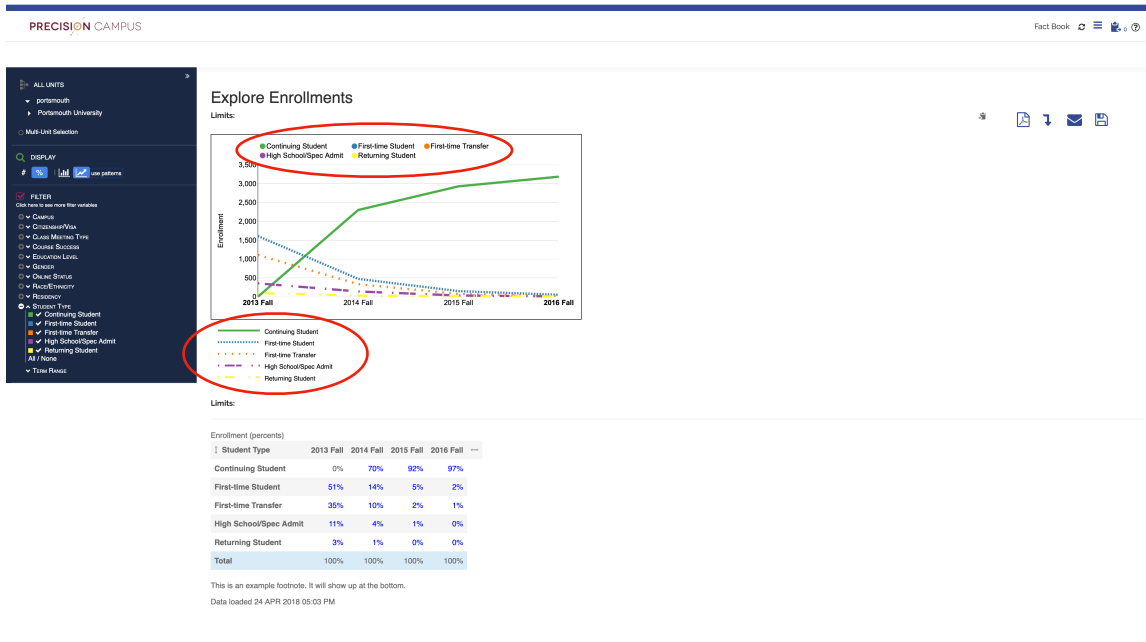 PRECISION CAMPUS
Fact Book
0
ALL UNITS
portsmouth
Portsmouth University
Multi-Unit Selection
DISPLAY
# % use patterns
FILTER
Click here to see more filter variables
Campus
Citizenship/Visa
Class Meeting Type
Course Success
Education Level
Gender
Online Status
Race/Ethnicity
Residency
Student Type
Continuing Student
First-time Student
First-time Transfer
High School/Spec Admit
Returning Student
All / None
Term Range
Explore Enrollments
Limits:
Continuing Student First-time Student First-time Transfer
High School/Spec Admit Returning Student
Enrollment
3,500
3,000
2,500
2,000
1,500
1,000
500
0
2013 Fall 2014 Fall 2015 Fall 2016 Fall
Continuing Student
First-time Student
First-time Transfer
High School/Spec Admit
Returning Student
Limits:
Enrollment (percents)
Student Type 2013 Fall 2014 Fall 2015 Fall 2016 Fall
Continuing Student 0% 70% 92% 97%
First-time Student 51% 14% 5% 2%
First-time Transfer 35% 10% 2% 1%
High School/Spec Admit 11% 4% 1% 0%
Returning Student 3% 1% 0% 0%
Total 100% 100% 100% 100%
This is an example footnote. It will show up at the bottom.
Data loaded 24 APR 2018 05:03 PM